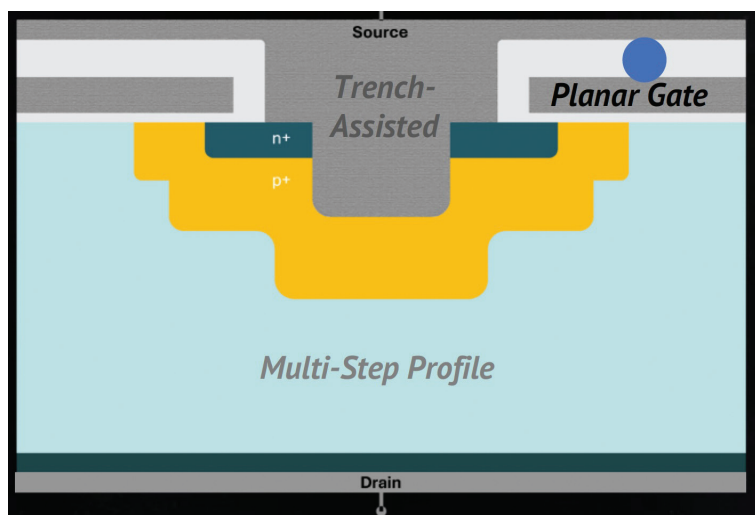 Source
Trench-
Assisted
Planar Gate
n+
p+
Multi-Step Profile
Drain